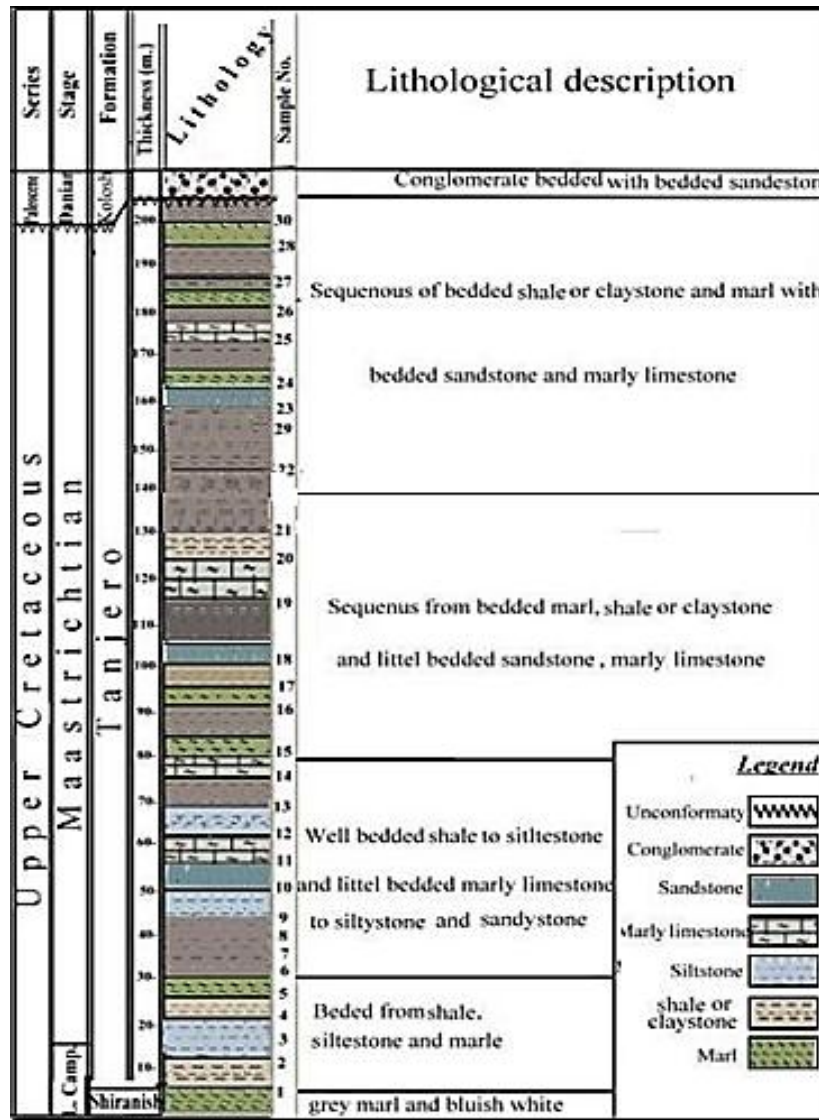 Series
Stage
Formation
Thickness (m.)
Lithology
Sample No.
Lithological description
Paleocene
Danian
Kolosh
Conglomerate bedded with bedded sandeston
Upper Cretaceous
Maastrichtian
Tanjero
200
190
180
170
160
150
140
130
120
110
100
90
80
70
60
50
40
30
20
10
30
28
27
26
25
24
23
29
22
21
20
19
18
17
16
15
14
13
12
11
10
9
8
7
6
5
4
3
2
1
Sequenous of bedded shale or claystone and marl with
bedded sandstone and marly limestone
Sequenus from bedded marl, shale or claystone
and littel bedded sandstone, marly limestone
Well bedded shale to sitltestone
and littel bedded marly limestone
to siltystone and sandystone
Beded from shale.
siltestone and marle
L. Camp.
Shiranish
grey marl and bluish white
Legend
Unconformaty
Conglomerate
Sandstone
Marly limestone
Siltstone
shale or
claystone
Marl